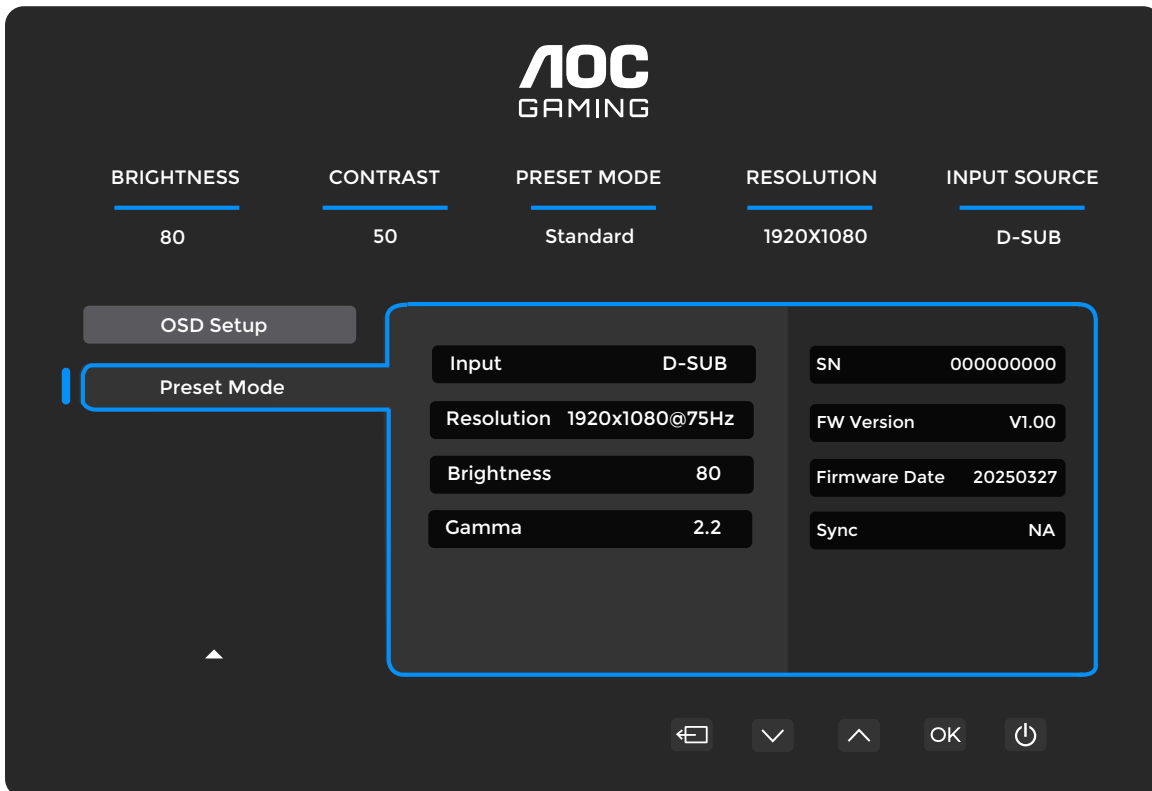 AOC
GAMING
BRIGHTNESS CONTRAST PRESET MODE RESOLUTION INPUT SOURCE
80 50 Standard 1920X1080 D-SUB
OSD Setup
Preset Mode
Input D-SUB
Resolution 1920x1080@75Hz
Brightness 80
Gamma 2.2
SN 000000000
FW Version V1.00
Firmware Date 20250327
Sync NA
OK